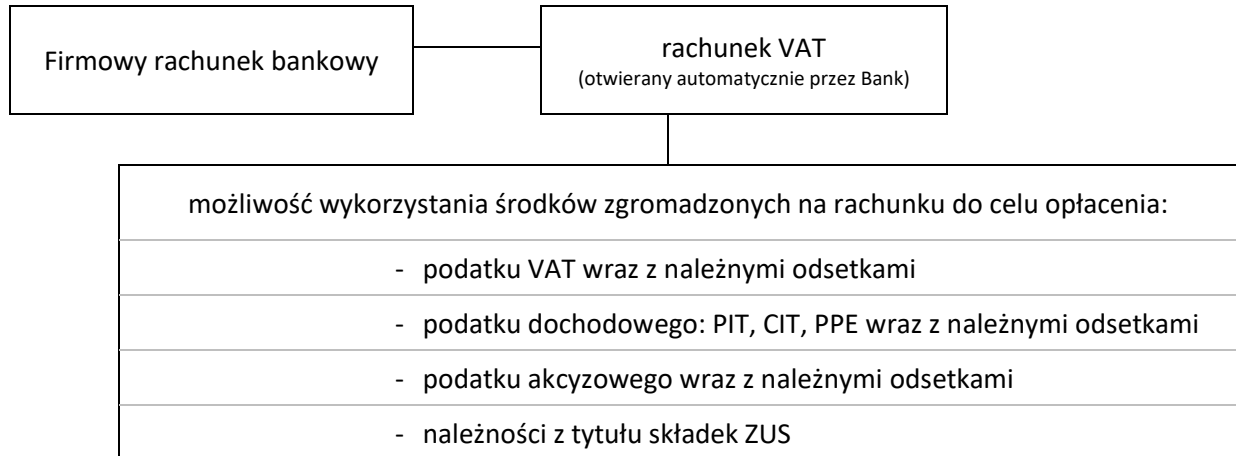 Firmowy rachunek bankowy
rachunek VAT
(otwierany automatycznie przez Bank)
możliwość wykorzystania środków zgromadzonych na rachunku do celu opłacenia:
- podatku VAT wraz z należnymi odsetkami
- podatku dochodowego: PIT, CIT, PPE wraz z należnymi odsetkami
- podatku akcyzowego wraz z należnymi odsetkami
- należności z tytułu składek ZUS